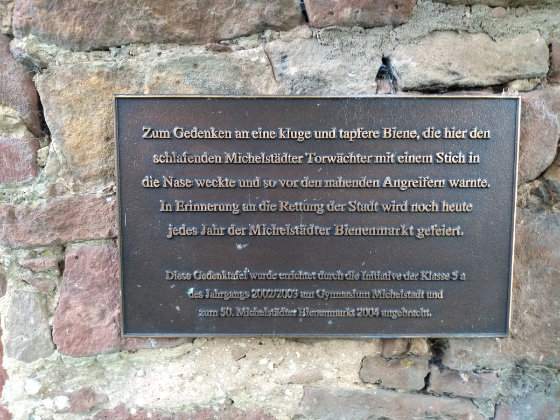 Zum Gedenken an eine kluge und tapfere Biene, die hier den
schlafenden Michelstädter Torwächter mit einem Stich in
die Nase weckte und so vor den nahenden Angreifern warnte.
In Erinnerung an die Rettung der Stadt wird noch heute
jedes Jahr der Michelstädter Bienenmarkt gefeiert.
Diese Gedenktafel wurde errichtet durch die Initiative der Klasse 5 a
des Jahrgangs 2002/2003 am Gymnasium Michelstadt und
zum 50. Michelstädter Bienenmarkt 2004 angebracht.